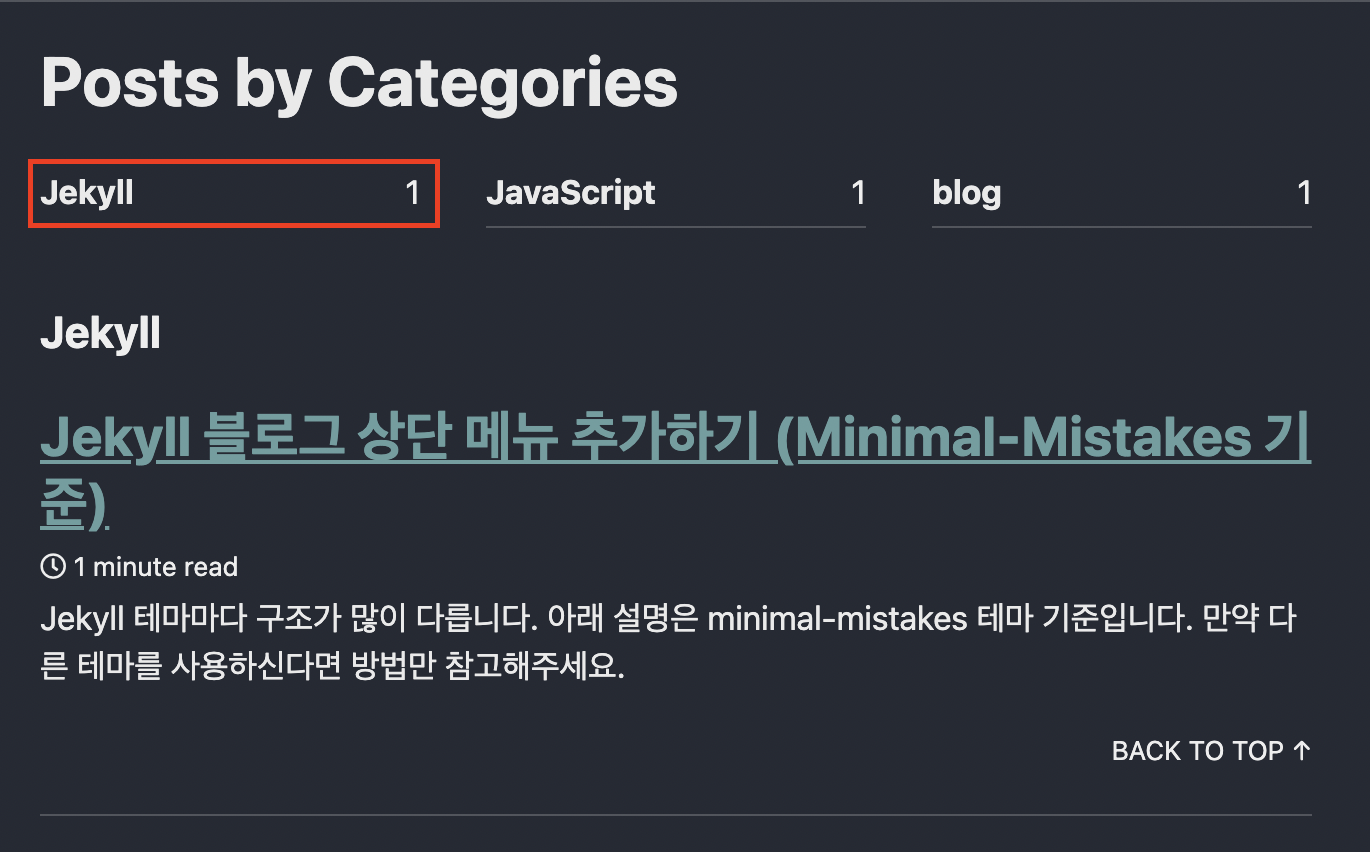 Posts by Categories
Jekyll 1 JavaScript 1 blog 1
Jekyll
Jekyll 블로그 상단 메뉴 추가하기 (Minimal-Mistakes 기
준)
1 minute read
Jekyll 테마마다 구조가 많이 다릅니다. 아래 설명은 minimal-mistakes 테마 기준입니다. 만약 다
른 테마를 사용하신다면 방법만 참고해주세요.
BACK TO TOP ↑